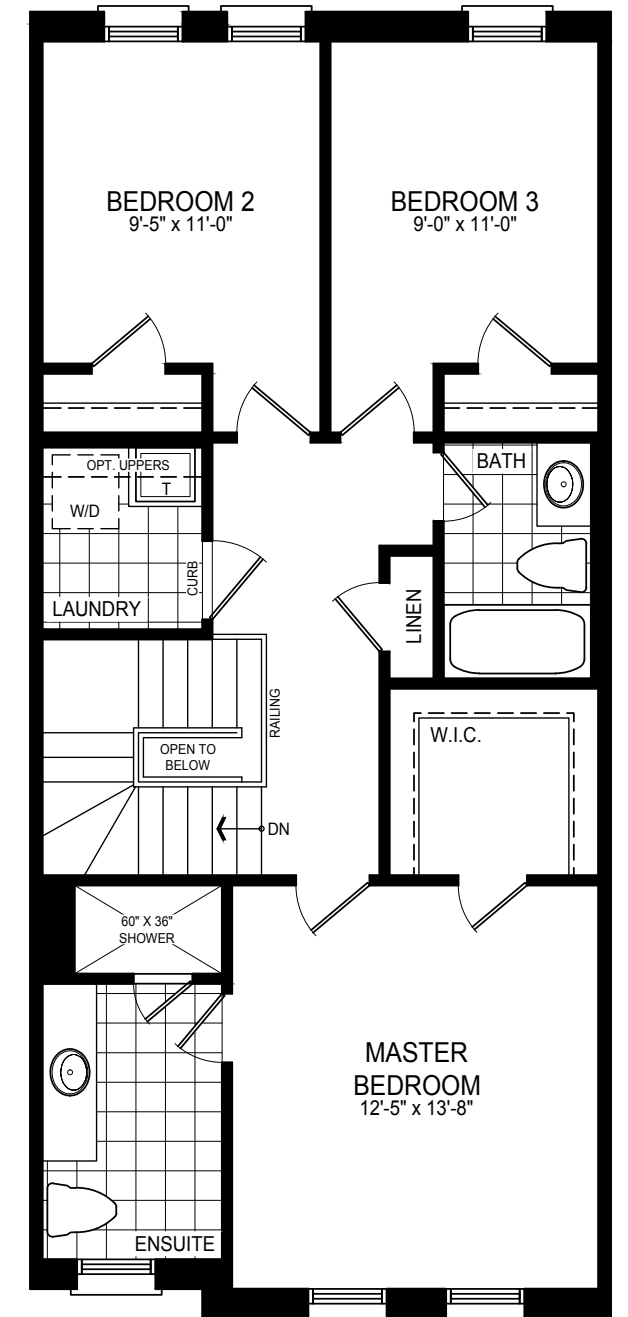 BEDROOM 2
9'-5" x 11'-0"
BEDROOM 3
9'-0" x 11'-0"
OPT. UPPERS
T
W/D
CURB
LAUNDRY
BATH
LINEN
RAILING
OPEN TO
BELOW
W.I.C.
DN
60" X 36"
SHOWER
MASTER
BEDROOM
12'-5" x 13'-8"
ENSUITE